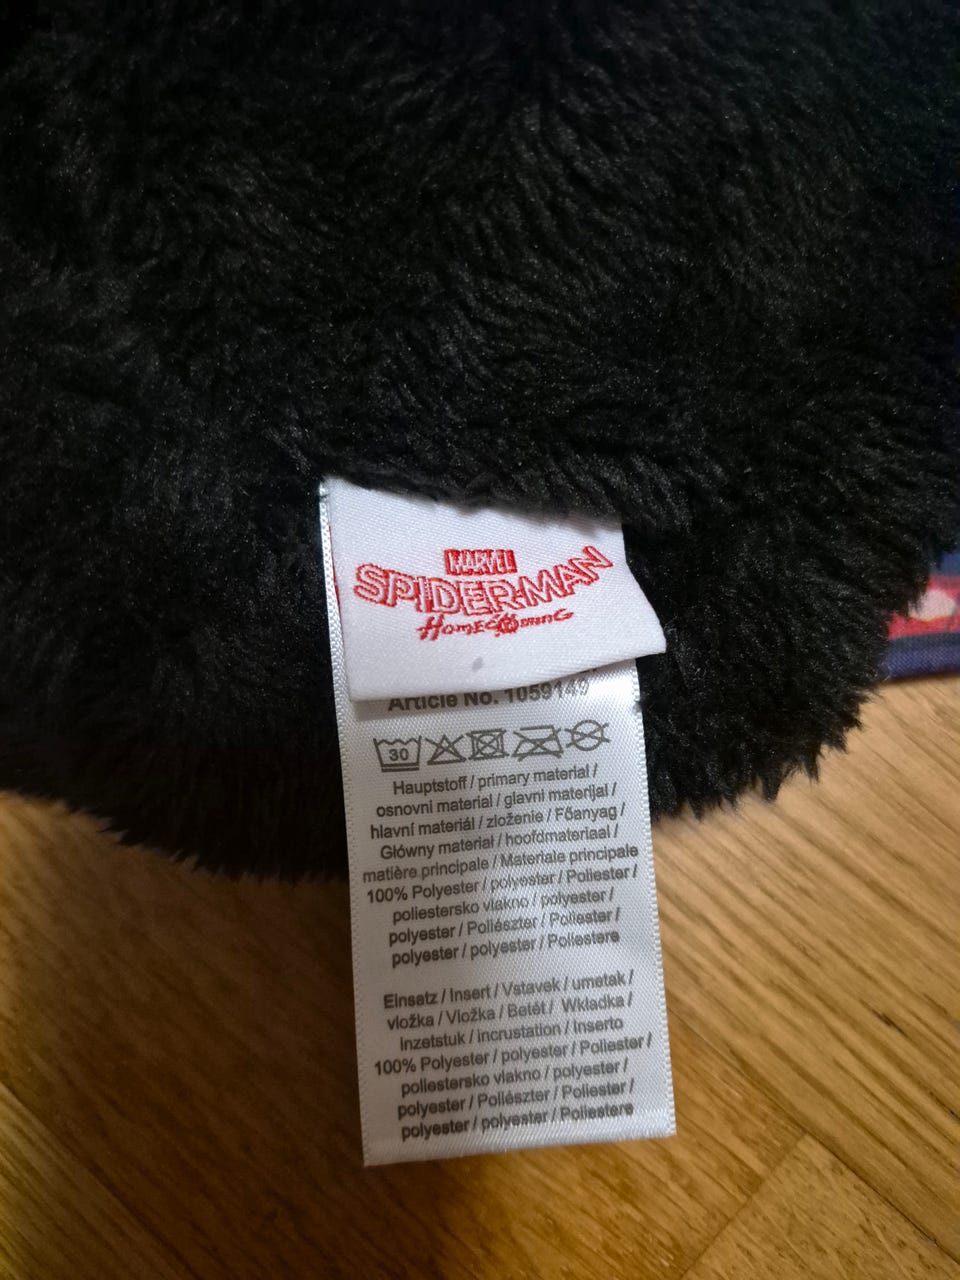 MARVEL
SPIDER-MAN
HOMECOMING
Article No. 1059149
30
Hauptstoff / primary material /
osnovni material / glavni materijal /
hlavní materiál / zloženie / Főanyag /
Główny materiał / hoofdmateriaal /
matière principale / Materiale principale
100% Polyester / polyester / Poliester /
poliestersko vlakno / polyester /
polyester / Poliészter / Poliester /
polyester / polyester / Poliestere
Einsatz / Insert / Vstavek / umetak /
vložka / Vložka / Betét / Wkładka /
Inzetstuk / incrustation / Inserto
100% Polyester / polyester / Poliester /
poliestersko vlakno / polyester /
polyester / Poliészter / Poliester /
polyester / polyester / Poliestere